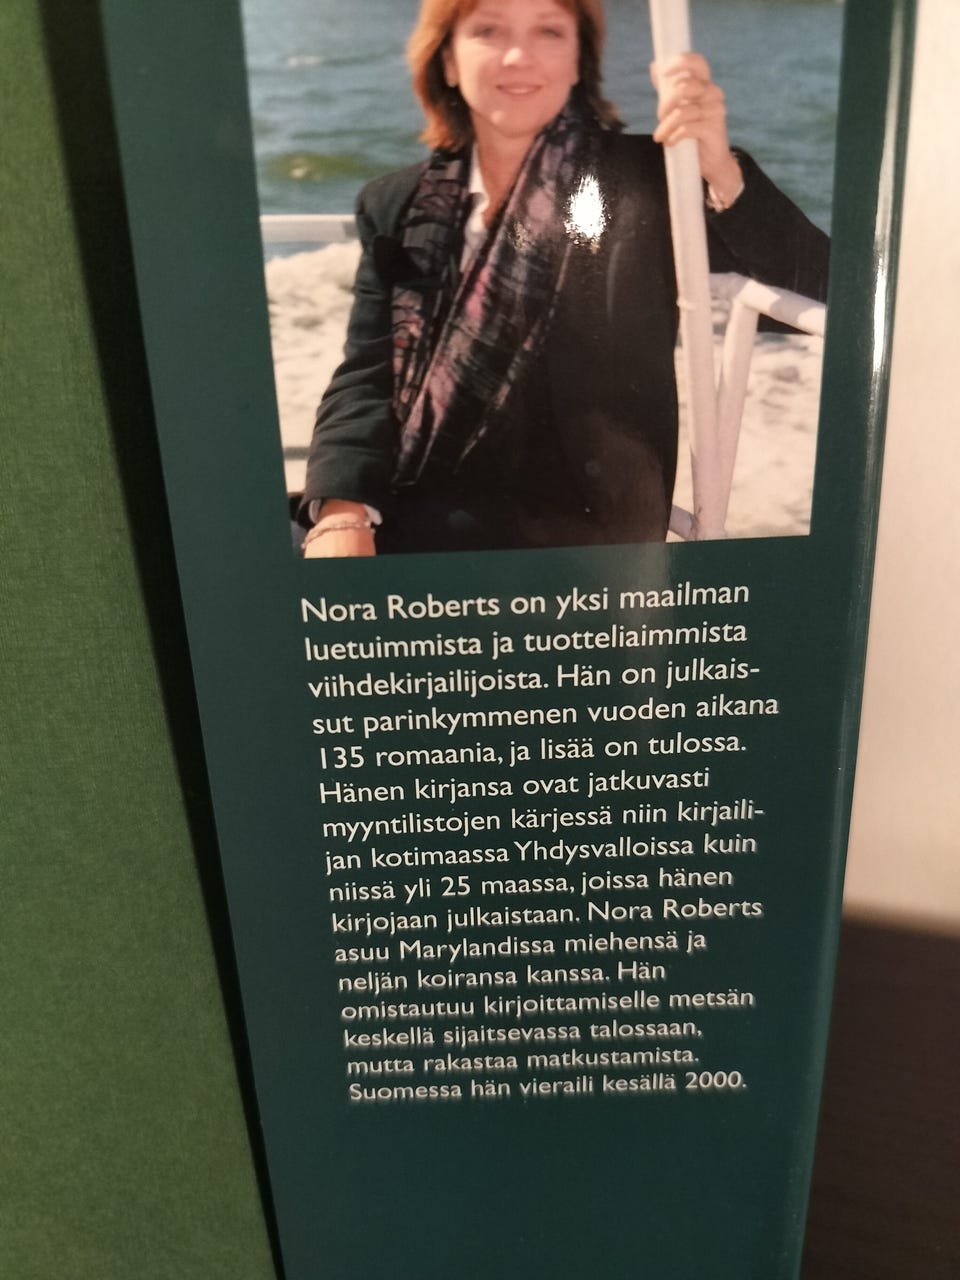 Nora Roberts on yksi maailman
luetuimmista ja tuotteliaimmista
viihdekirjailijoista. Hän on julkais-
sut parinkymmenen vuoden aikana
135 romaania, ja lisää on tulossa.
Hänen kirjansa ovat jatkuvasti
myyntilistojen kärjessä niin kirjaili-
jan kotimaassa Yhdysvalloissa kuin
niissä yli 25 maassa, joissa hänen
kirjojaan julkaistaan. Nora Roberts
asuu Marylandissa miehensä ja
neljän koiransa kanssa. Hän
omistautuu kirjoittamiselle metsän
keskellä sijaitsevassa talossaan,
mutta rakastaa matkustamista.
Suomessa hän vieraili kesällä 2000.